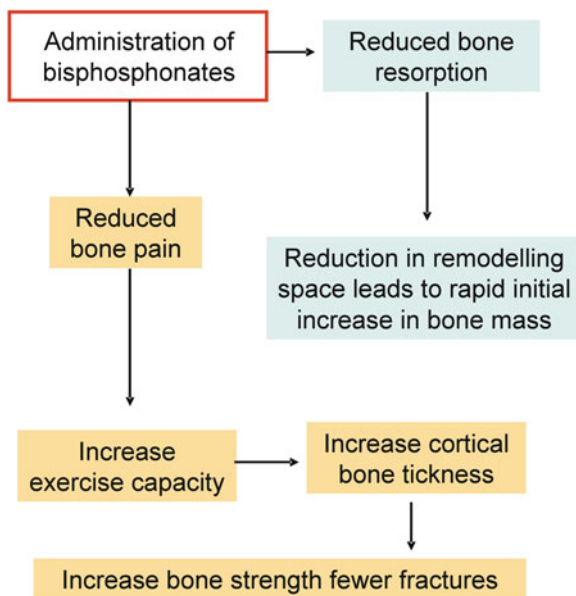 Administration of
bisphosphonates
Reduced bone
resorption
Reduced
bone pain
Reduction in remodelling
space leads to rapid initial
increase in bone mass
Increase
exercise capacity
Increase cortical
bone tickness
Increase bone strength fewer fractures